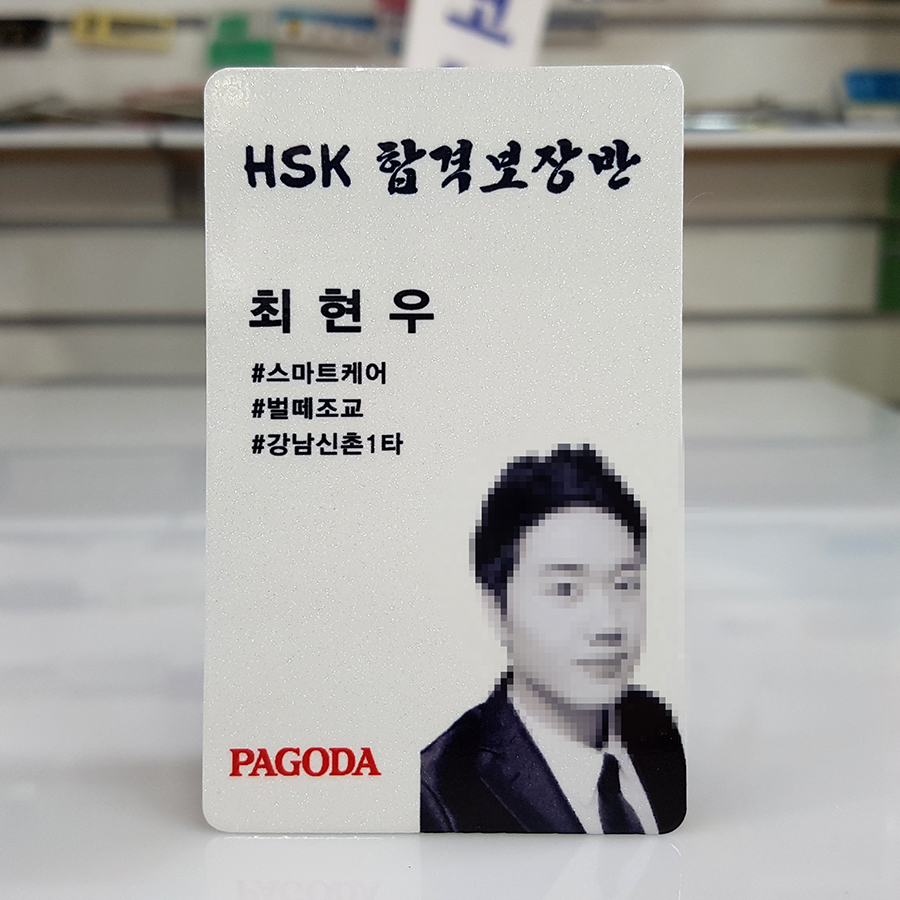 고
HSK 합격보장반
최현우
#스마트케어
#벌떼조교
#강남신촌1타
PAGODA